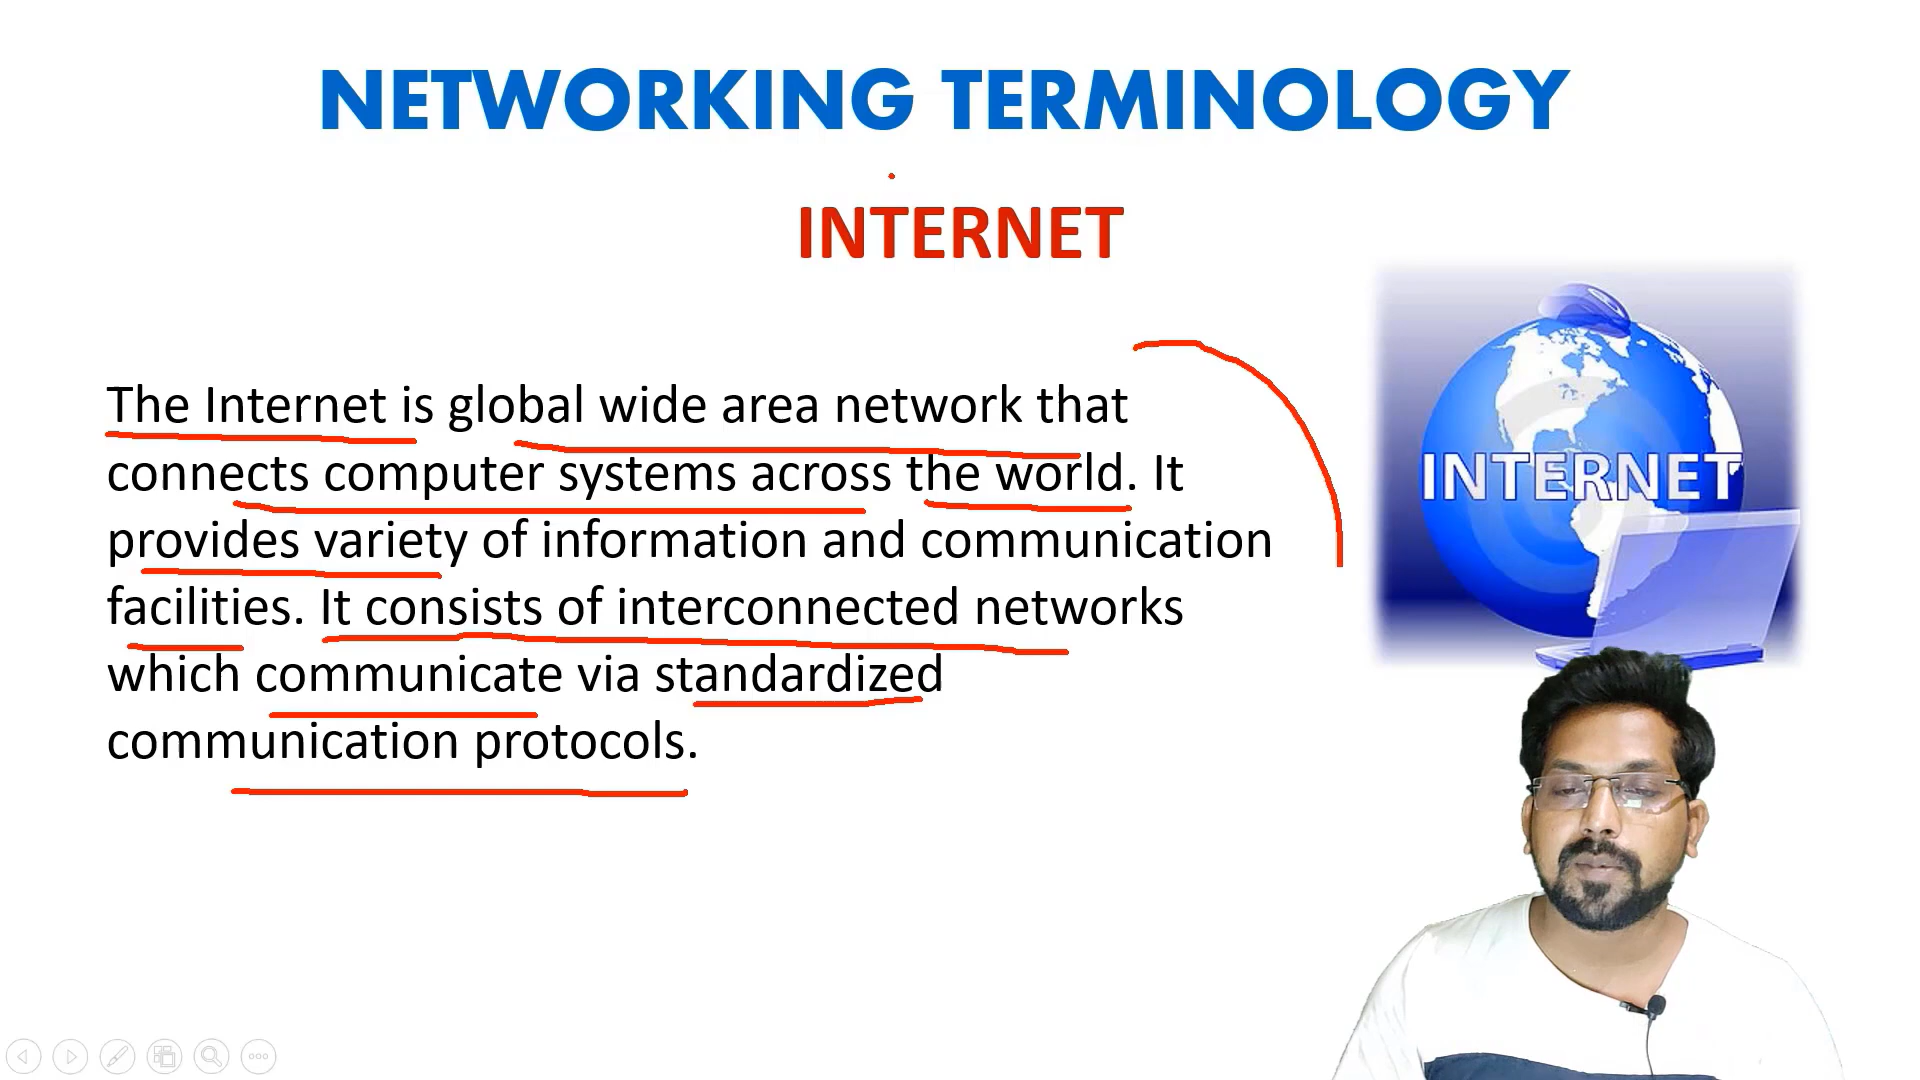 NETWORKING TERMINOLOGY
INTERNET
The Internet is global wide area network that
connects computer systems across the world. It
provides variety of information and communication
facilities. It consists of interconnected networks
which communicate via standardized
communication protocols.
INTERNET